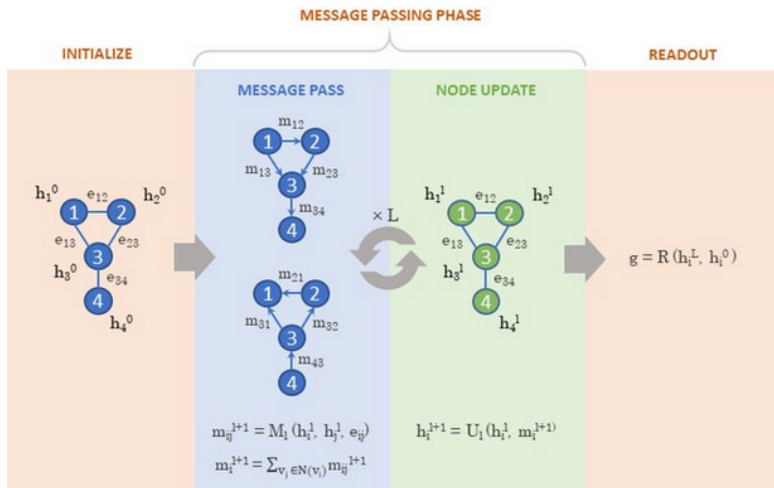 MESSAGE PASSING PHASE
INITIALIZE
READOUT
MESSAGE PASS
NODE UPDATE
h₁⁰ e₁₂ h₂⁰
1 2
e₁₃ e₂₃
3
h₃⁰ e₃₄
4
h₄⁰
m₁₂
1 2
m₁₃ m₂₃
3
m₃₄
4
m₂₁
1 2
m₃₁ m₃₂
3
m₄₃
4
× L
h₁ˡ e₁₂ h₂ˡ
1 2
e₁₃ e₂₃
3
h₃ˡ e₃₄
4
h₄ˡ
g = R (hᵢᴸ, hᵢ⁰)
mᵢⱼˡ⁺¹ = Mₗ (hᵢˡ, hⱼˡ, eᵢⱼ)
mᵢˡ⁺¹ = ∑ᵥⱼ∈N(ᵥᵢ) mᵢⱼˡ⁺¹
hᵢˡ⁺¹ = Uₗ (hᵢˡ, mᵢˡ⁺¹)